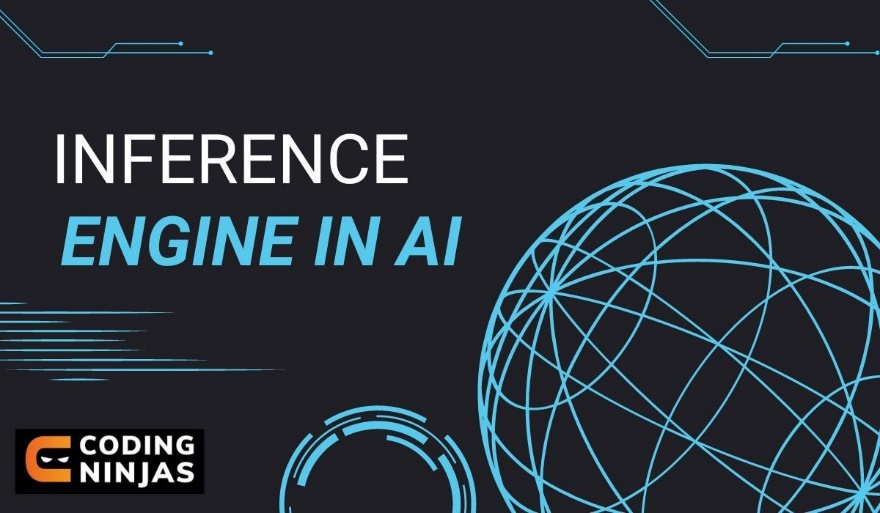 INFERENCE
ENGINE IN AI
CODING
NINJAS